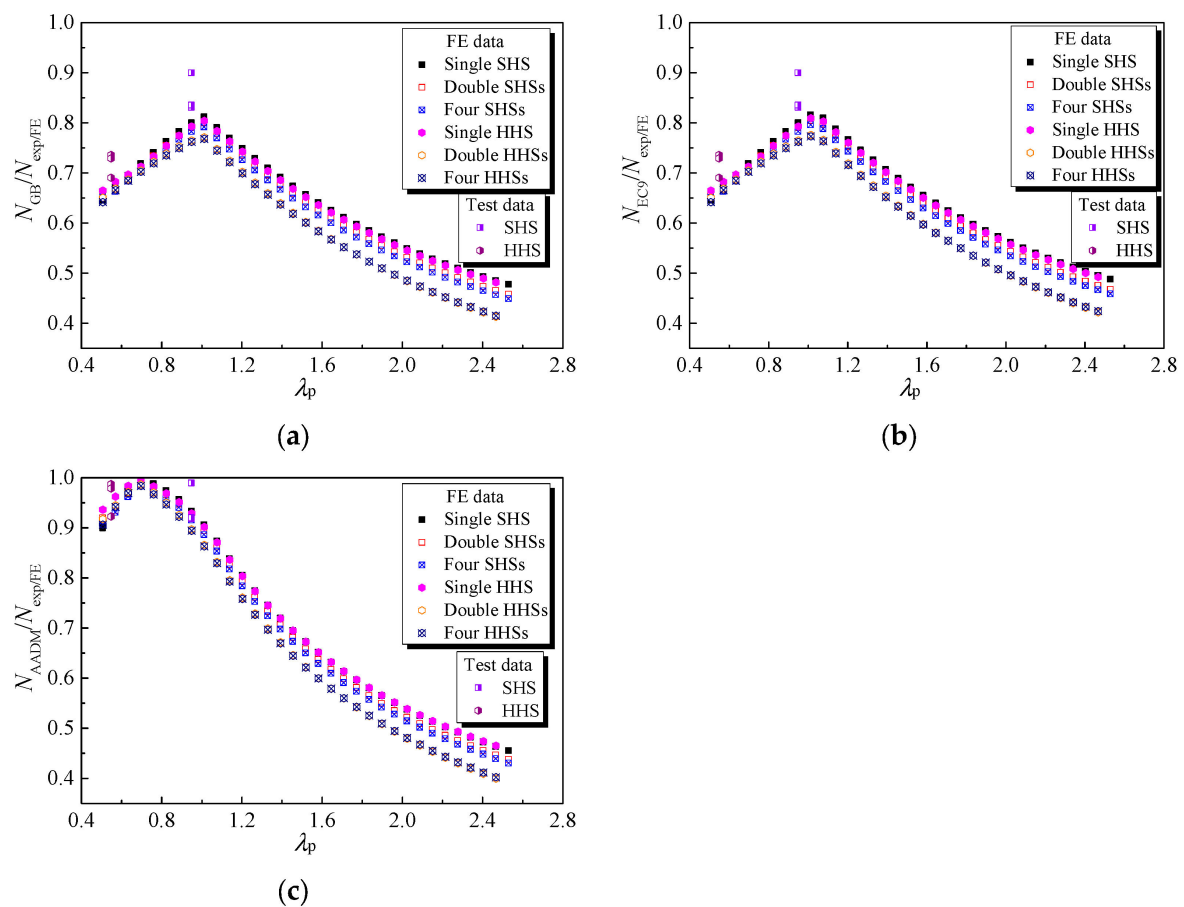 1.0
0.9
0.8
0.7
0.6
0.5
0.4
N_GB/N_exp/FE
FE data
Single SHS
Double SHSs
Four SHSs
Single HHS
Double HHSs
Four HHSs
Test data
SHS
HHS
0.4 0.8 1.2 1.6 2.0 2.4 2.8
λ_p
(a)
1.0
0.9
0.8
0.7
0.6
0.5
0.4
N_EC9/N_exp/FE
FE data
Single SHS
Double SHSs
Four SHSs
Single HHS
Double HHSs
Four HHSs
Test data
SHS
HHS
0.4 0.8 1.2 1.6 2.0 2.4 2.8
λ_p
(b)
1.0
0.9
0.8
0.7
0.6
0.5
0.4
N_AADM/N_exp/FE
FE data
Single SHS
Double SHSs
Four SHSs
Single HHS
Double HHSs
Four HHSs
Test data
SHS
HHS
0.4 0.8 1.2 1.6 2.0 2.4 2.8
λ_p
(c)